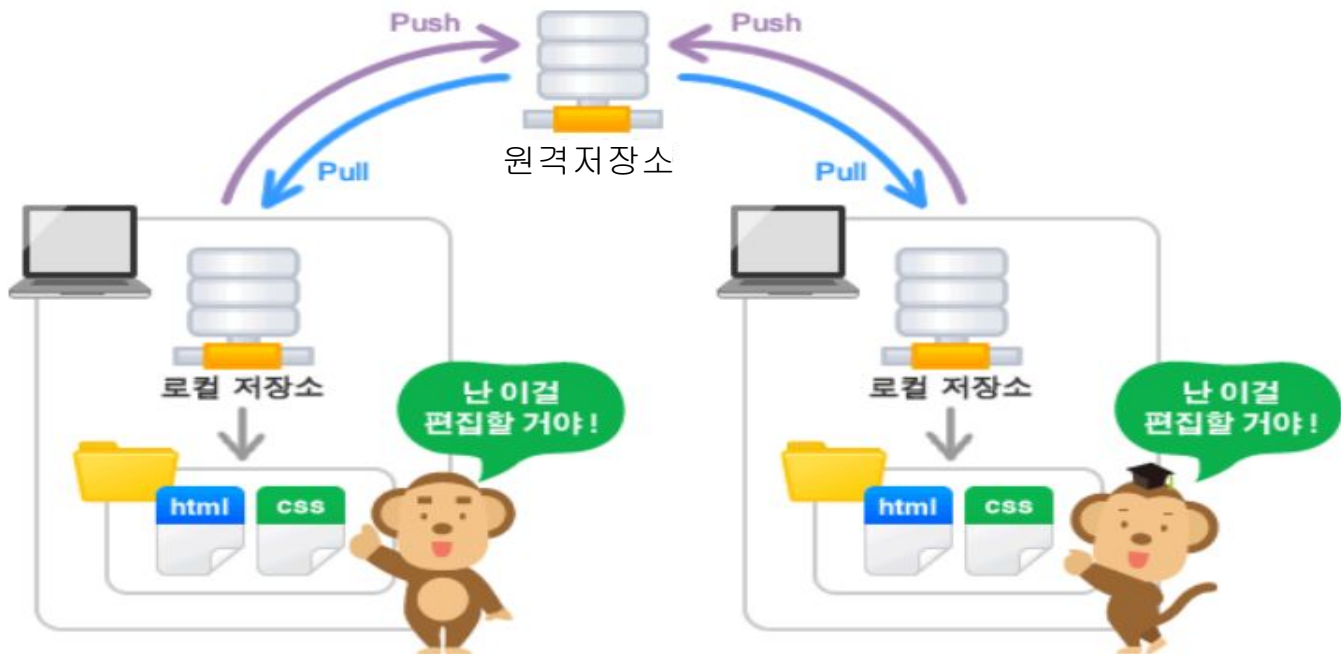 Push
Push
Pull
원격저장소
Pull
로컬 저장소
난 이걸
편집할 거야 !
html
css
로컬 저장소
난 이걸
편집할 거야 !
html
css